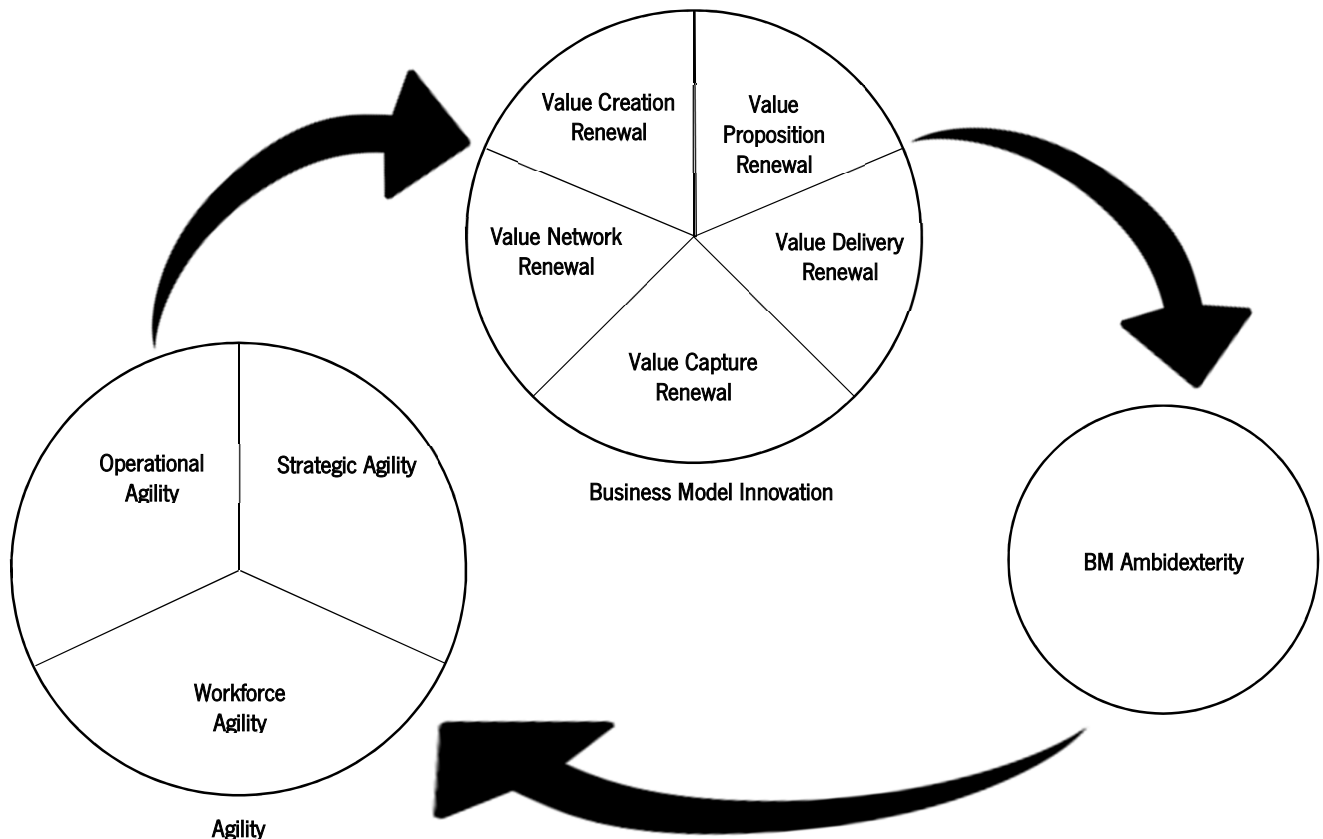 Value Creation
Renewal
Value
Proposition
Renewal
Value Network
Renewal
Value Delivery
Renewal
Value Capture
Renewal
Business Model Innovation
Operational
Agility
Strategic Agility
Workforce
Agility
Agility
BM Ambidexterity